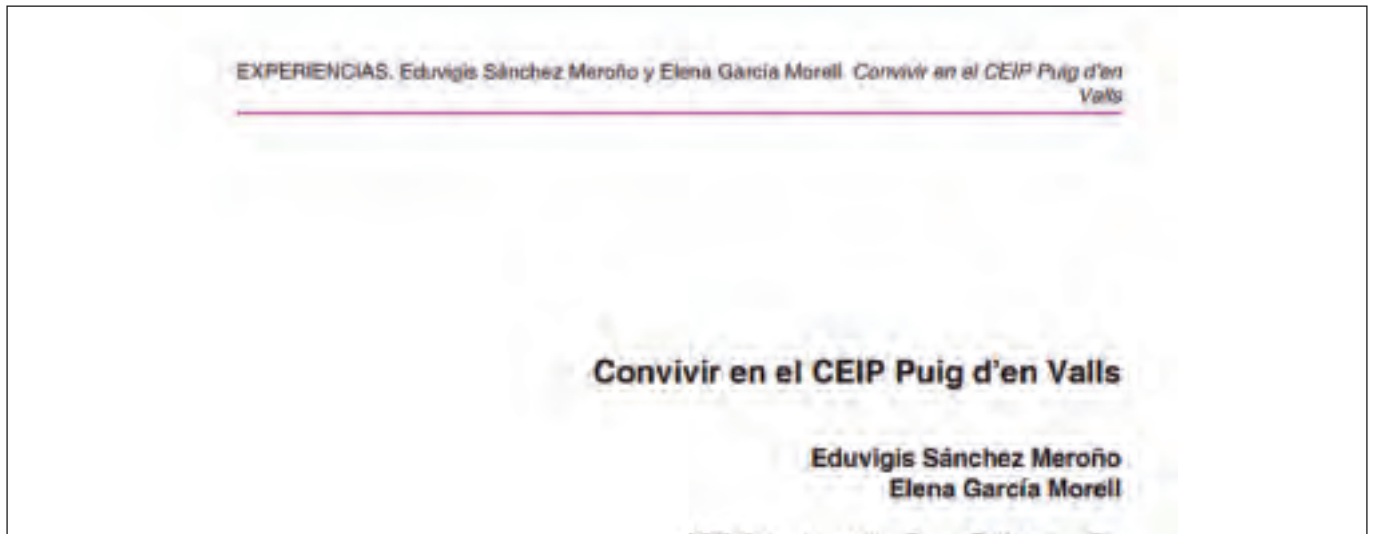 EXPERIENCIAS. Eduvigis Sánchez Meroño y Elena García Morell. Convivir en el CEIP Puig d'en
Valls
Convivir en el CEIP Puig d'en Valls
Eduvigis Sánchez Meroño
Elena García Morell